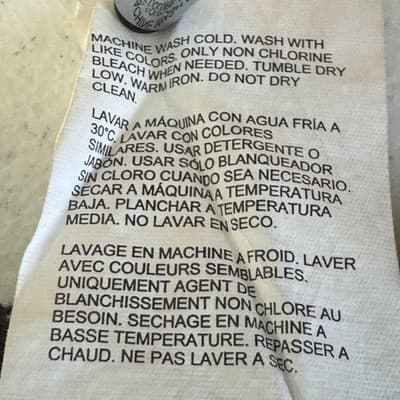 MACHINE WASH COLD. WASH WITH
LIKE COLORS. ONLY NON CHLORINE
BLEACH WHEN NEEDED. TUMBLE DRY
LOW. WARM IRON. DO NOT DRY
CLEAN.
LAVAR A MÁQUINA CON AGUA FRÍA A
30°C. LAVAR CON COLORES
SIMILARES. USAR DETERGENTE O
JABÓN. USAR SÓLO BLANQUEADOR
SIN CLORO CUANDO SEA NECESARIO.
SECAR A MÁQUINA A TEMPERATURA
BAJA. PLANCHAR A TEMPERATURA
MEDIA. NO LAVAR EN SECO.
LAVAGE EN MACHINE A FROID. LAVER
AVEC COULEURS SEMBLABLES.
UNIQUEMENT AGENT DE
BLANCHISSEMENT NON CHLORE AU
BESOIN. SECHAGE EN MACHINE A
BASSE TEMPERATURE. REPASSER A
CHAUD. NE PAS LAVER A SEC.